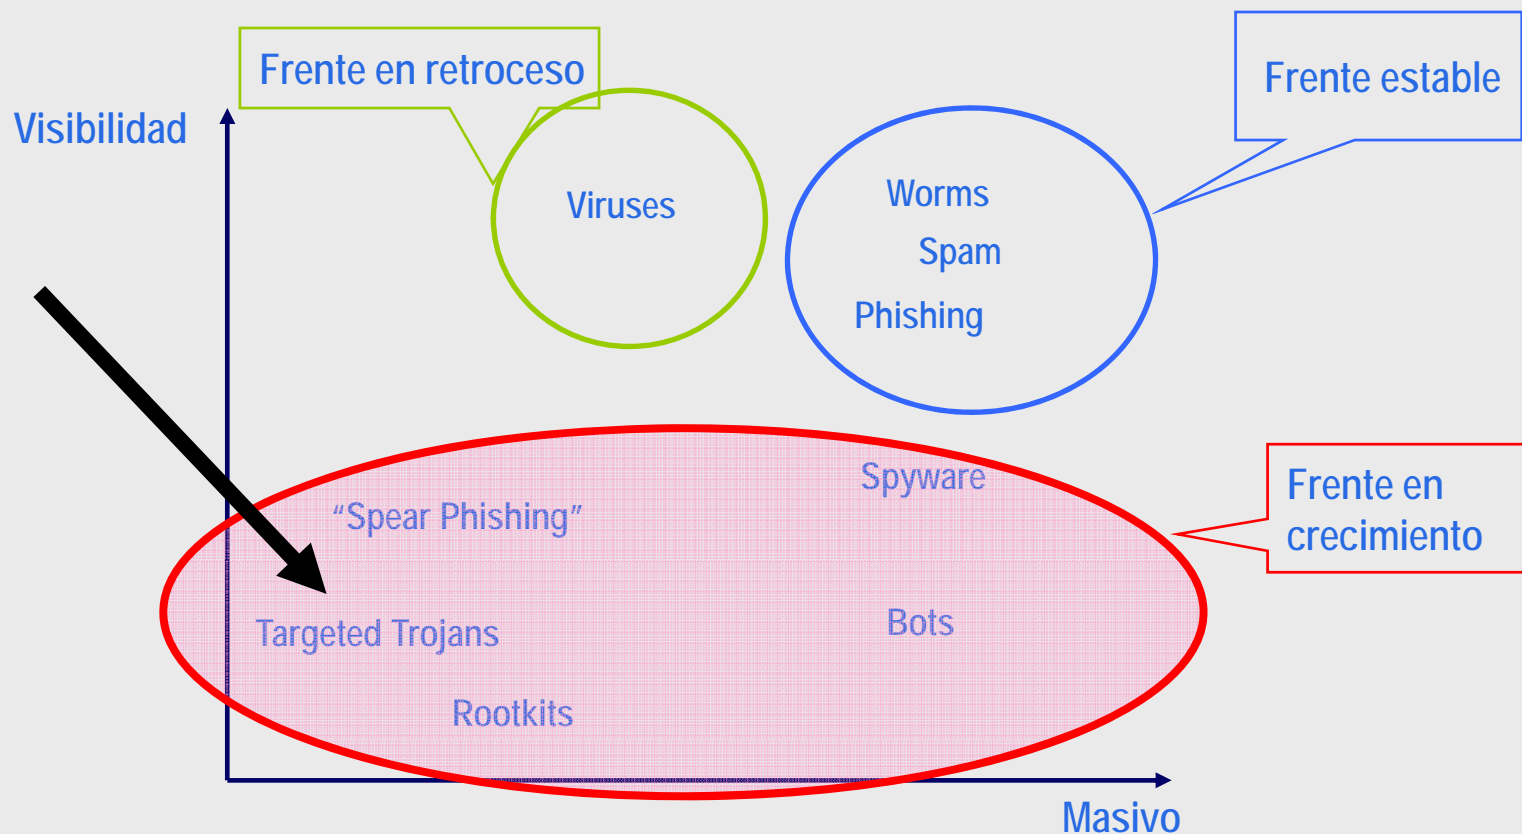 Frente en retroceso
Frente estable
Visibilidad
Viruses
Worms
Spam
Phishing
Spyware
“Spear Phishing”
Frente en
crecimiento
Targeted Trojans
Bots
Rootkits
Masivo